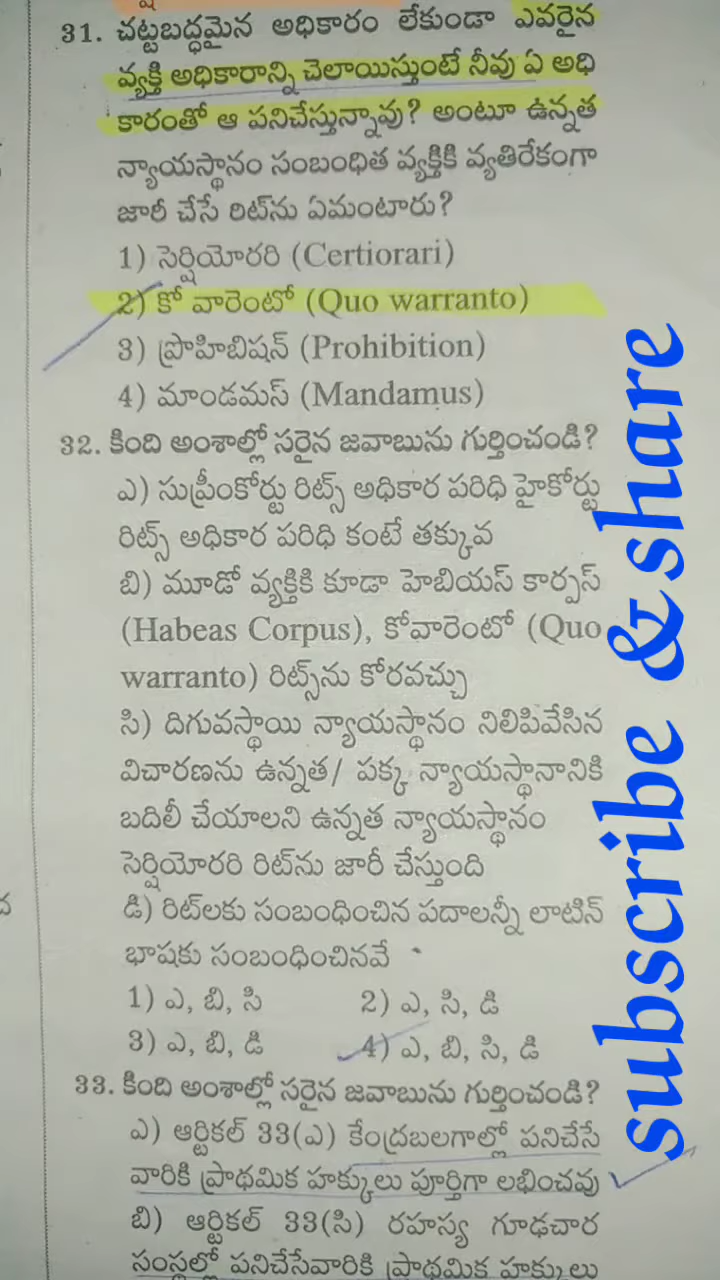 31. చట్టబద్ధమైన అధికారం లేకుండా ఎవరైన
వ్యక్తి అధికారాన్ని చెలాయిస్తుంటే నీవు ఏ అధి
కారంతో ఆ పనిచేస్తున్నావు? అంటూ ఉన్నత
న్యాయస్థానం సంబంధిత వ్యక్తికి వ్యతిరేకంగా
జారీ చేసే రిట్‌ను ఏమంటారు?
1) సెర్షియోరరి (Certiorari)
2) కో వారెంటో (Quo warranto)
3) ప్రొహిబిషన్ (Prohibition)
4) మాండమస్ (Mandamus)
32. కింది అంశాల్లో సరైన జవాబును గుర్తించండి?
ఎ) సుప్రీంకోర్టు రిట్స్ అధికార పరిధి హైకోర్టు
రిట్స్ అధికార పరిధి కంటే తక్కువ
బి) మూడో వ్యక్తికి కూడా హెబియస్ కార్పస్
(Habeas Corpus), కోవారెంటో (Quo
warranto) రిట్స్‌ను కోరవచ్చు
సి) దిగువస్థాయి న్యాయస్థానం నిలిపివేసిన
విచారణను ఉన్నత/ పక్క న్యాయస్థానానికి
బదిలీ చేయాలని ఉన్నత న్యాయస్థానం
సెర్షియోరరి రిట్‌ను జారీ చేస్తుంది
డి) రిట్‌లకు సంబంధించిన పదాలన్నీ లాటిన్
భాషకు సంబంధించినవే
1) ఎ, బి, సి 2) ఎ, సి, డి
3) ఎ, బి, డి 4) ఎ, బి, సి, డి
33. కింది అంశాల్లో సరైన జవాబును గుర్తించండి?
ఎ) ఆర్టికల్ 33(ఎ) కేంద్రబలగాల్లో పనిచేసే
వారికి ప్రాథమిక హక్కులు పూర్తిగా లభించవు
బి) ఆర్టికల్ 33(సి) రహస్య గూఢచార
సంస్థల్లో పనిచేసేవారికి ప్రాథమిక హక్కులు
subscribe & share